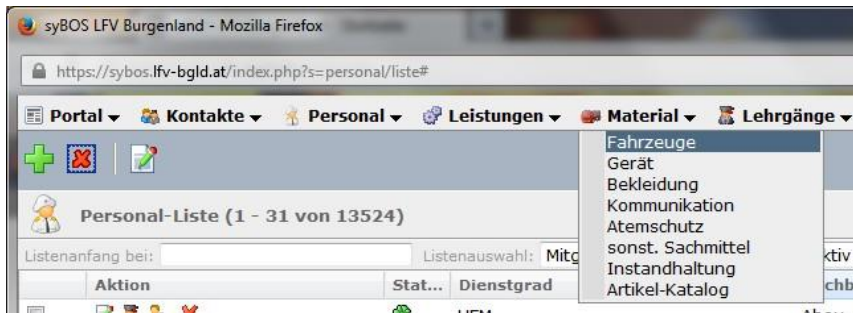 syBOS LFV Burgenland - Mozilla Firefox
https://sybos.lfv-bgld.at/index.php?s=personal/liste#
Portal Kontakte Personal Leistungen Material Lehrgänge
Fahrzeuge
Gerät
Bekleidung
Kommunikation
Atemschutz
sonst. Sachmittel
Instandhaltung
Artikel-Katalog
Personal-Liste (1 - 31 von 13524)
Listenanfang bei: Listenauswahl: Mitg
Aktion Stat... Dienstgrad